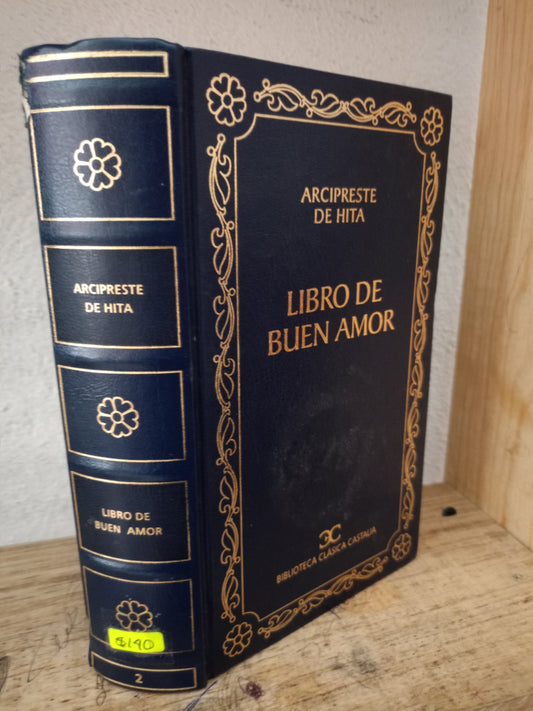 ARCIPRESTE
DE HITA
LIBRO DE
BUEN AMOR
$190
2
ARCIPRESTE
DE HITA
LIBRO DE
BUEN AMOR
BIBLIOTECA CLÁSICA CASTALIA